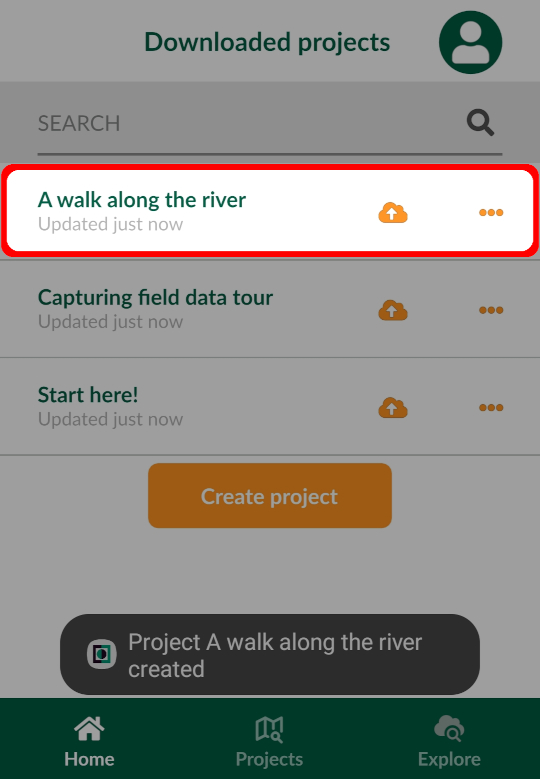 Downloaded projects
SEARCH
A walk along the river
Updated just now
Capturing field data tour
Updated just now
Start here!
Updated just now
Create project
Project A walk along the river
created
Home
Projects
Explore